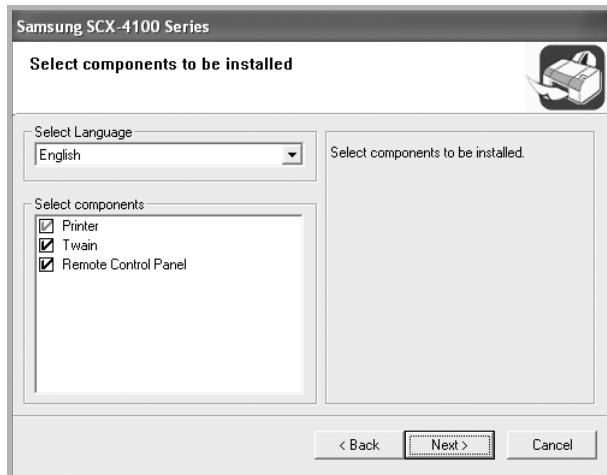 Samsung SCX-4100 Series
Select components to be installed
Select Language
English
Select components to be installed.
Select components
Printer
Twain
Remote Control Panel
< Back
Next >
Cancel